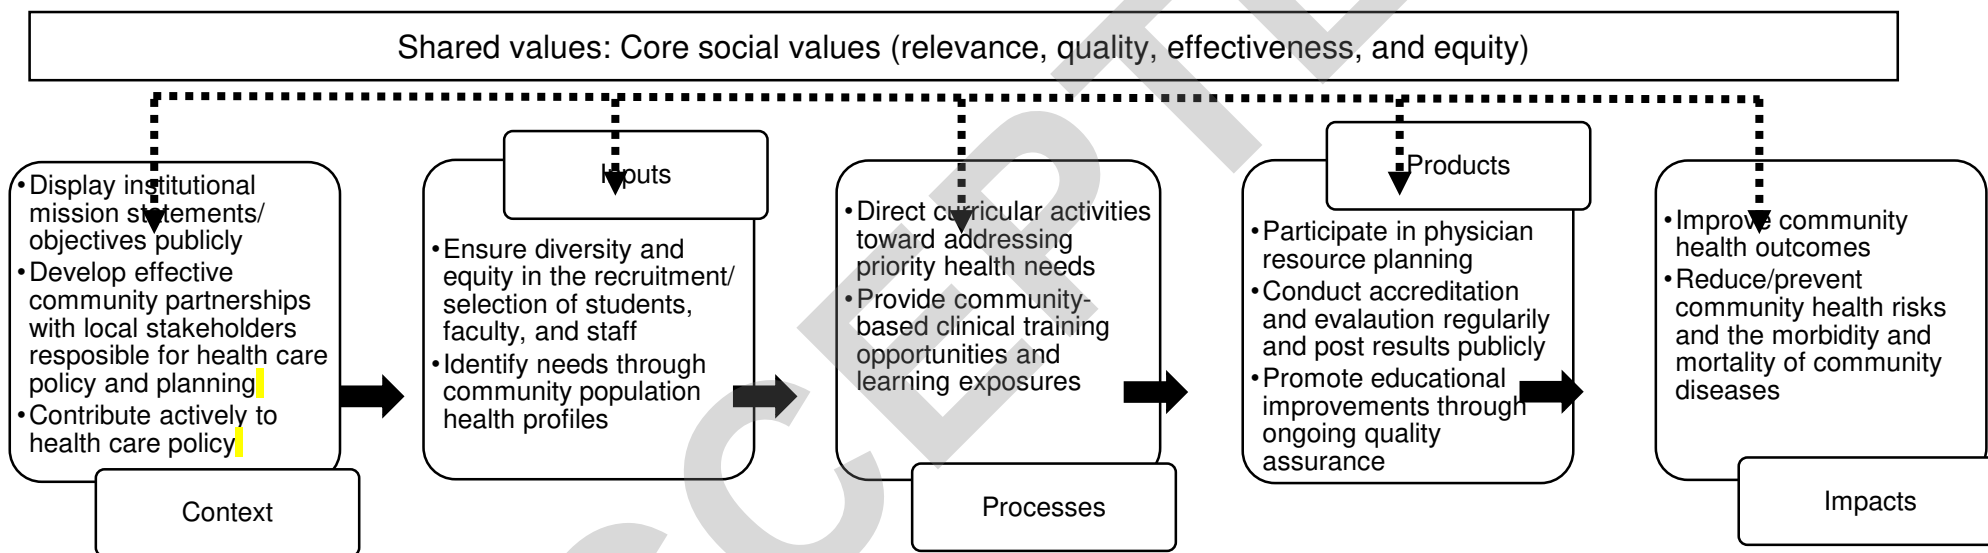 Shared values: Core social values (relevance, quality, effectiveness, and equity)
•Display institutional
mission statements/
objectives publicly
•Develop effective
community partnerships
with local stakeholders
resposible for health care
policy and planning
•Contribute actively to
health care policy
Context
Inputs
•Ensure diversity and
equity in the recruitment/
selection of students,
faculty, and staff
•Identify needs through
community population
health profiles
•Direct curricular activities
toward addressing
priority health needs
•Provide community-
based clinical training
opportunities and
learning exposures
Processes
Products
•Participate in physician
resource planning
•Conduct accreditation
and evalaution regularily
and post results publicly
•Promote educational
improvements through
ongoing quality
assurance
•Improve community
health outcomes
•Reduce/prevent
community health risks
and the morbidity and
mortality of community
diseases
Impacts
SCEPTE